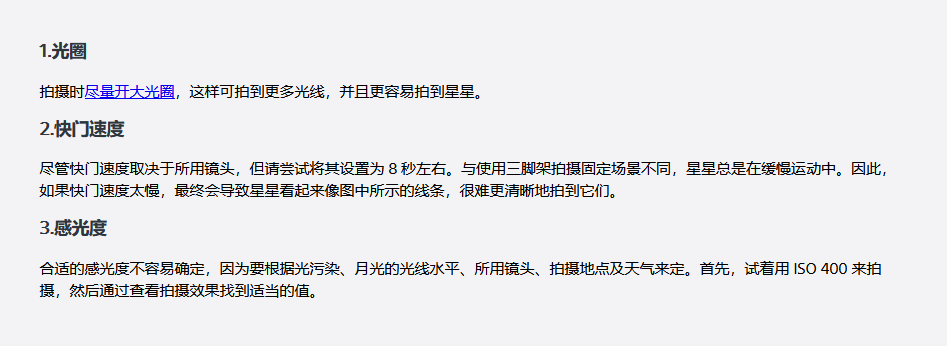 1.光圈
拍摄时尽量开大光圈，这样可拍到更多光线，并且更容易拍到星星。
2.快门速度
尽管快门速度取决于所用镜头，但请尝试将其设置为 8 秒左右。与使用三脚架拍摄固定场景不同，星星总是在缓慢运动中。因此，
如果快门速度太慢，最终会导致星星看起来像图中所示的线条，很难更清晰地拍到它们。
3.感光度
合适的感光度不容易确定，因为要根据光污染、月光的光线水平、所用镜头、拍摄地点及天气来定。首先，试着用 ISO 400 来拍
摄，然后通过查看拍摄效果找到适当的值。